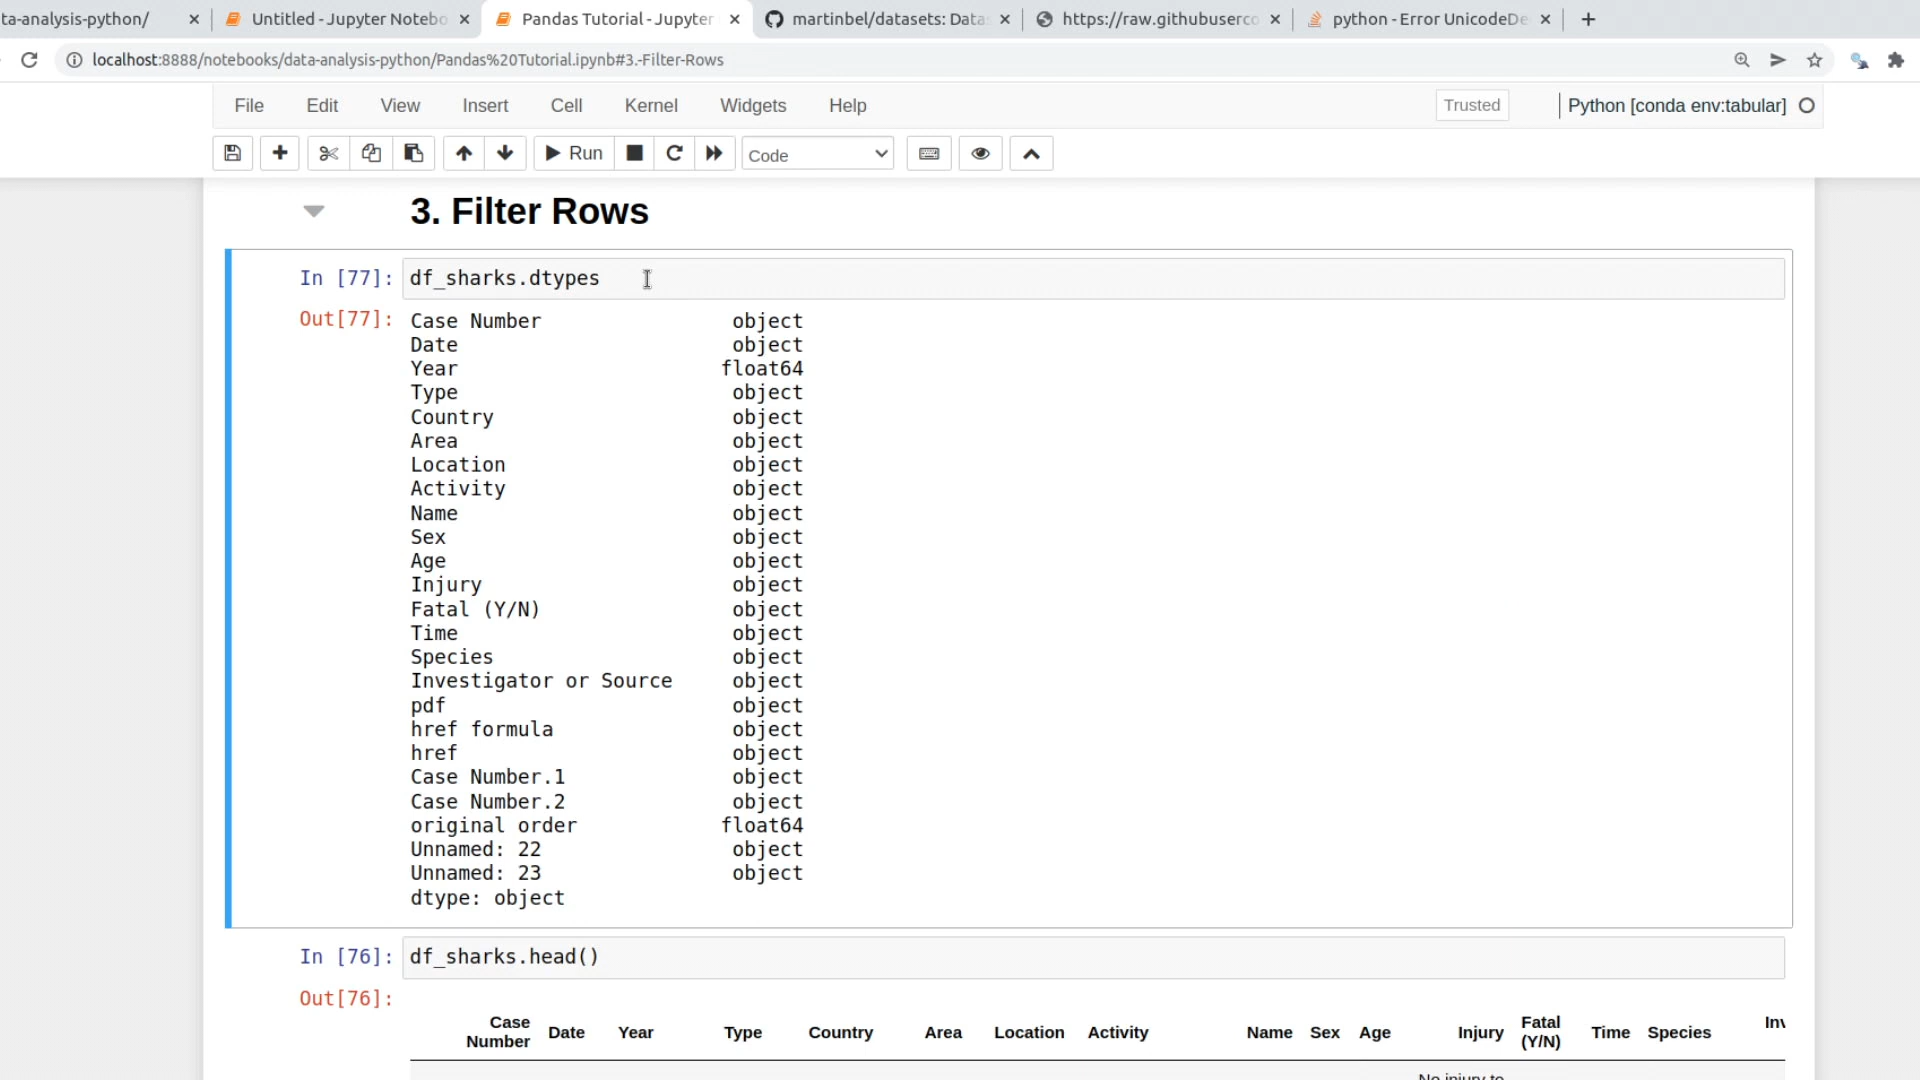 ta-analysis-python/
Untitled - Jupyter Notebo
Pandas Tutorial - Jupyter
martinbel/datasets: Data
https://raw.githubuserco
python - Error UnicodeDe
localhost:8888/notebooks/data-analysis-python/Pandas%20Tutorial.ipynb#3.-Filter-Rows
File Edit View Insert Cell Kernel Widgets Help Trusted Python [conda env:tabular]
Run Code
3. Filter Rows
In [77]: df_sharks.dtypes
Out[77]: Case Number object
Date object
Year float64
Type object
Country object
Area object
Location object
Activity object
Name object
Sex object
Age object
Injury object
Fatal (Y/N) object
Time object
Species object
Investigator or Source object
pdf object
href formula object
href object
Case Number.1 object
Case Number.2 object
original order float64
Unnamed: 22 object
Unnamed: 23 object
dtype: object
In [76]: df_sharks.head()
Out[76]:
Case Number Date Year Type Country Area Location Activity Name Sex Age Injury Fatal (Y/N) Time Species Inv
No injury to